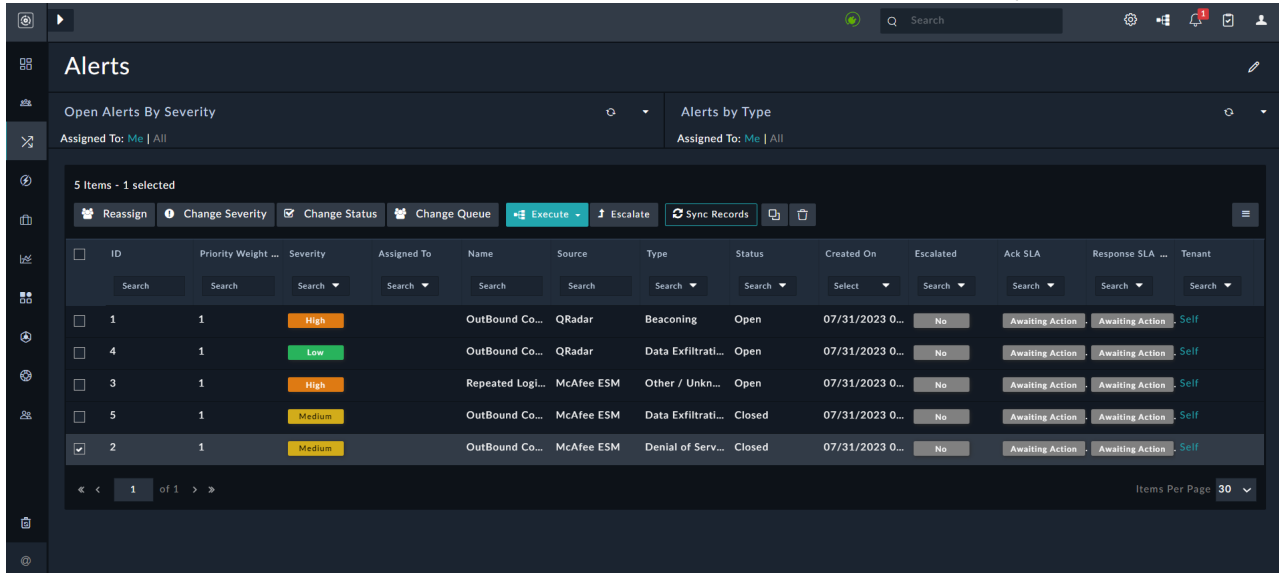 Search
1
Alerts
Open Alerts By Severity
Assigned To: Me | All
Alerts by Type
Assigned To: Me | All
5 Items - 1 selected
Reassign Change Severity Change Status Change Queue Execute Escalate Sync Records
ID Priority Weight ... Severity Assigned To Name Source Type Status Created On Escalated Ack SLA Response SLA ... Tenant
Search Search Search Search Search Search Search Search Select Search Search Search Search
1 1 High OutBound Co... QRadar Beaconing Open 07/31/2023 0... No Awaiting Action . Awaiting Action . Self
4 1 Low OutBound Co... QRadar Data Exfiltrati... Open 07/31/2023 0... No Awaiting Action . Awaiting Action . Self
3 1 High Repeated Logi... McAfee ESM Other / Unkn... Open 07/31/2023 0... No Awaiting Action . Awaiting Action . Self
5 1 Medium OutBound Co... McAfee ESM Data Exfiltrati... Closed 07/31/2023 0... No Awaiting Action . Awaiting Action . Self
2 1 Medium OutBound Co... McAfee ESM Denial of Serv... Closed 07/31/2023 0... No Awaiting Action . Awaiting Action . Self
« < 1 of 1 > »
Items Per Page 30
@